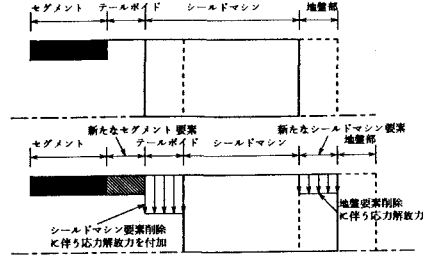 セグメント テールボイド シールドマシン 地盤部
新たなセグメント要素 新たなシールドマシン要素
セグメント テールボイド シールドマシン 地盤部
シールドマシン要素削除
に伴う応力解放力を付加
地盤要素削除
に伴う応力解放力